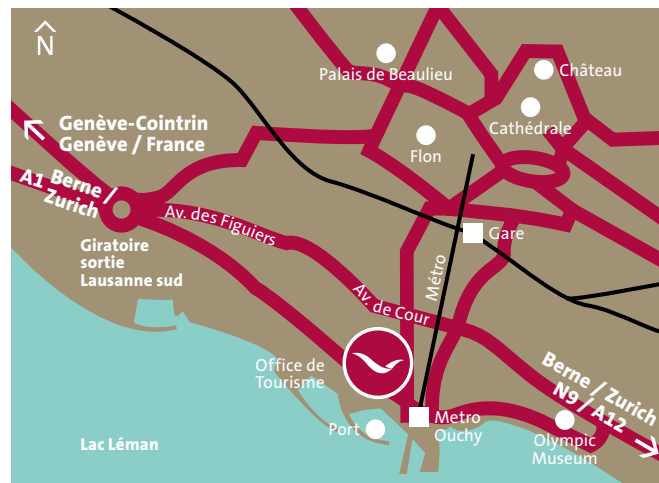 N
Palais de Beaulieu
Château
Cathédrale
Flon
Genève-Cointrin
Genève / France
A1 Berne /
Zurich
Av. des Figuiers
Gare
Giratoire
sortie
Lausanne sud
Métro
Av. de Cour
Office de
Tourisme
Berne / Zurich
N9 / A12
Port
Metro
Ouchy
Olympic
Museum
Lac Léman